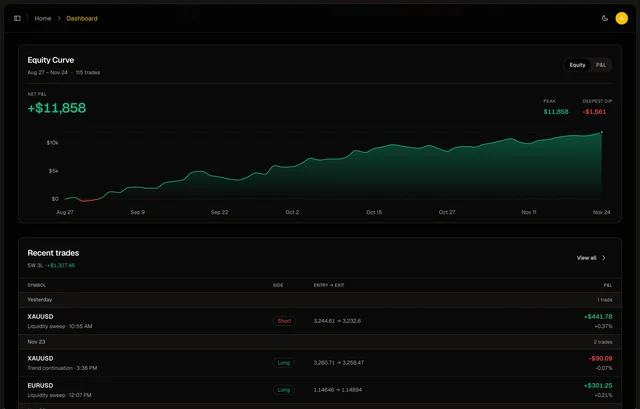 Home > Dashboard
Equity Curve
Aug 27 – Nov 24 · 115 trades
Equity P&L
NET P&L
+$11,858
PEAK DEEPEST DIP
$11,858 -$1,561
$10k
$5k
$0
Aug 27 Sep 9 Sep 22 Oct 2 Oct 15 Oct 27 Nov 11 Nov 24
Recent trades
5W 3L · +$1,307.46
View all >
SYMBOL SIDE ENTRY → EXIT P&L
Yesterday 1 trade
XAUUSD Short 3,244.61 → 3,232.6 +$441.78
Liquidity sweep · 10:55 AM +0.37%
Nov 23 2 trades
XAUUSD Long 3,260.71 → 3,258.47 -$90.09
Trend continuation · 3:36 PM -0.07%
EURUSD Long 1.14646 → 1.14894 +$301.25
Liquidity sweep · 12:07 PM +0.21%